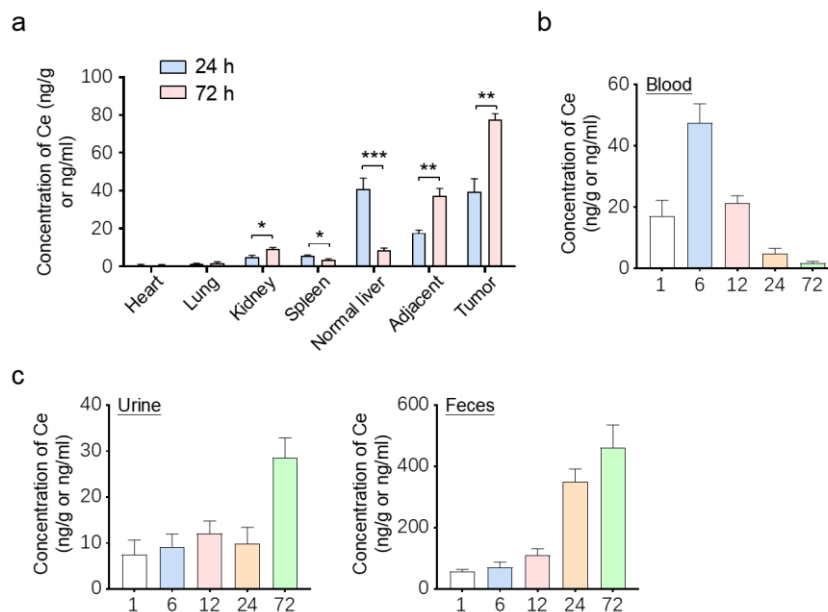 a
Concentration of Ce (ng/g
or ng/ml)
100
80
60
40
20
0
24 h
72 h
*
*
***
**
**
Heart
Lung
Kidney
Spleen
Normal liver
Adjacent
Tumor
b
Blood
Concentration of Ce
(ng/g or ng/ml)
60
40
20
0
1 6 12 24 72
c
Urine
Concentration of Ce
(ng/g or ng/ml)
40
30
20
10
0
1 6 12 24 72
Feces
Concentration of Ce
(ng/g or ng/ml)
600
400
200
0
1 6 12 24 72